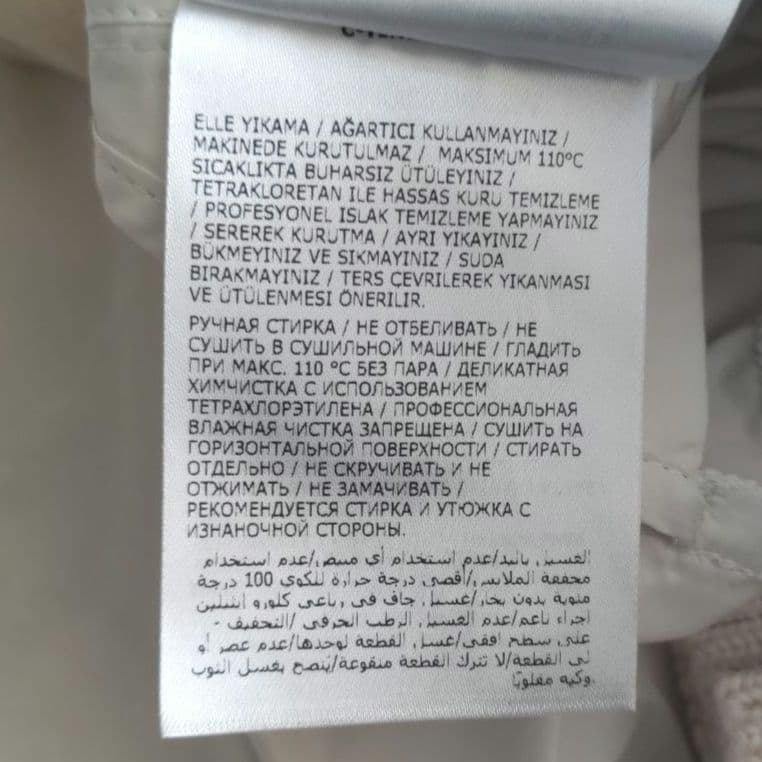 ELLE YIKAMA / AĞARTICI KULLANMAYINIZ /
MAKINEDE KURUTULMAZ / MAKSIMUM 110°C
SICAKLIKTA BUHARSIZ ÜTÜLEYINIZ /
TETRAKLORETAN ILE HASSAS KURU TEMIZLEME
/ PROFESYONEL ISLAK TEMIZLEME YAPMAYINIZ
/ SEREREK KURUTMA / AYRI YIKAYINIZ /
BÜKMEYINIZ VE SIKMAYINIZ / SUDA
BIRAKMAYINIZ / TERS ÇEVRILEREK YIKANMASI
VE ÜTÜLENMESI ÖNERILIR.
РУЧНАЯ СТИРКА / НЕ ОТБЕЛИВАТЬ / НЕ
СУШИТЬ В СУШИЛЬНОЙ МАШИНЕ / ГЛАДИТЬ
ПРИ МАКС. 110 °C БЕЗ ПАРА / ДЕЛИКАТНАЯ
ХИМЧИСТКА С ИСПОЛЬЗОВАНИЕМ
ТЕТРАХЛОРЭТИЛЕНА / ПРОФЕССИОНАЛЬНАЯ
ВЛАЖНАЯ ЧИСТКА ЗАПРЕЩЕНА / СУШИТЬ НА
ГОРИЗОНТАЛЬНОЙ ПОВЕРХНОСТИ / СТИРАТЬ
ОТДЕЛЬНО / НЕ СКРУЧИВАТЬ И НЕ
ОТЖИМАТЬ / НЕ ЗАМАЧИВАТЬ /
РЕКОМЕНДУЕТСЯ СТИРКА И УТЮЖКА С
ИЗНАНОЧНОЙ СТОРОНЫ.
الغسيل باليد/عدم استخدام أي مبيض/عدم استخدام
مجففة الملابس/أقصى درجة حرارة للكوي 100 درجة
مئوية بدون بخار/غسيل جاف في رباعي كلورو إيثيلين
إجراء ناعم/عدم الغسيل الرطب الحرفي/التجفيف -
على سطح أفقي/غسل القطعة لوحدها/عدم عصر أو
لي القطعة/لا تترك القطعة منقوعة/يُنصح بغسل الثوب
وكيه مقلوبًا.